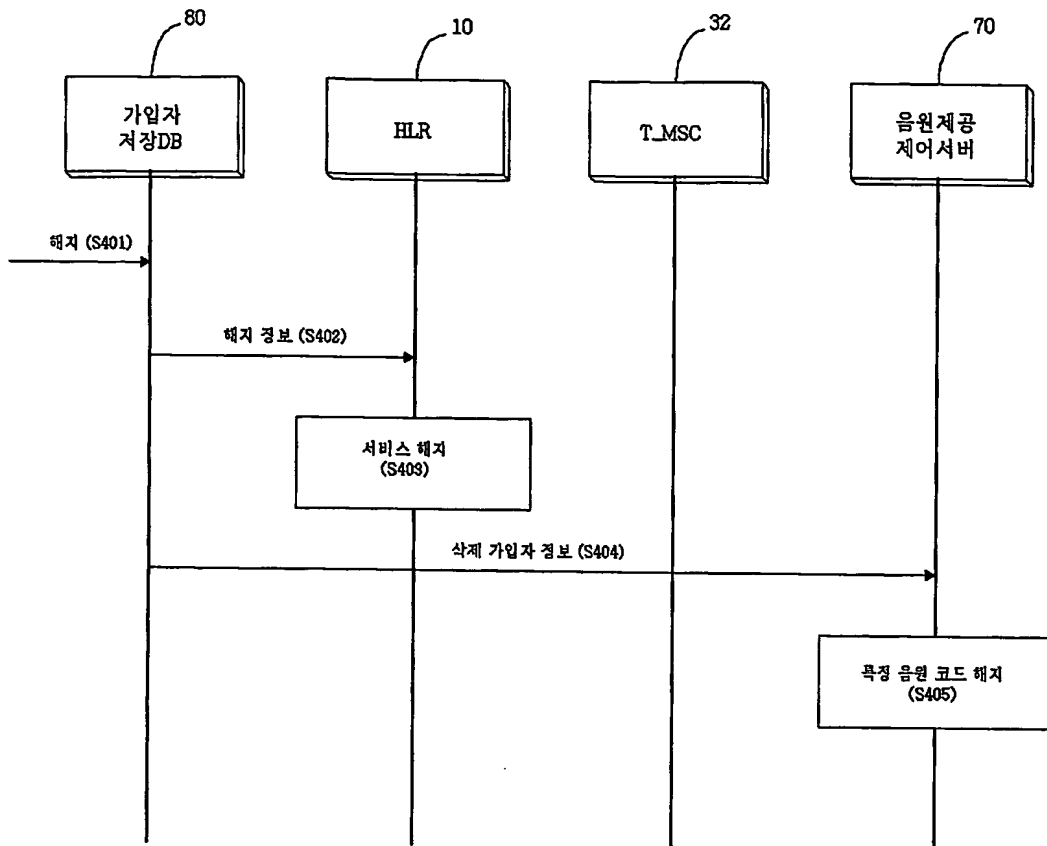 80
10
32
70
가입자
저장DB
HLR
T_MSC
음원제공
제어서버
해지 (S401)
해지 정보 (S402)
서비스 해지
(S403)
삭제 가입자 정보 (S404)
특정 음원 코드 해지
(S405)